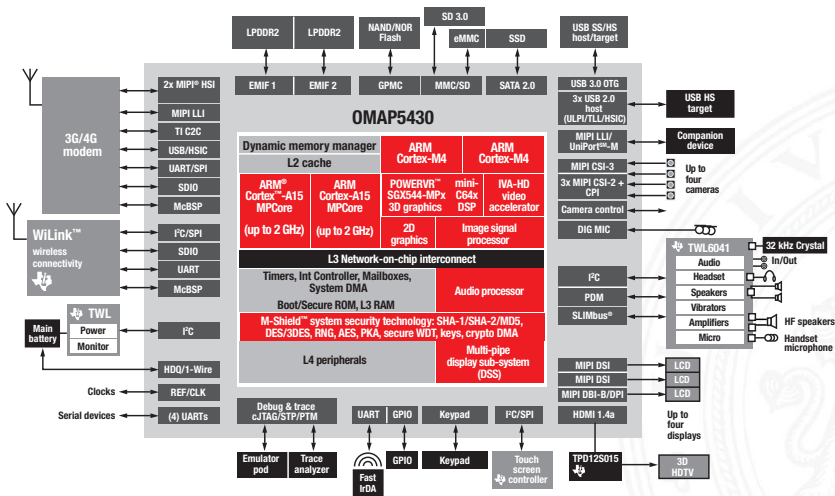 SD 3.0
LPDDR2
LPDDR2
NAND/NOR
Flash
eMMC
SSD
USB SS/HS
host/target
2x MIPI® HSI
EMIF 1
EMIF 2
GPMC
MMC/SD
SATA 2.0
USB 3.0 OTG
3x USB 2.0
host
(ULPI/TLL/HSIC)
USB HS
target
OMAP5430
3G/4G
modem
MIPI LLI
TI C2C
USB/HSIC
UART/SPI
SDIO
McBSP
MIPI LLI/
UniPort℠-M
Companion
device
MIPI CSI-3
3x MIPI CSI-2 +
CPI
Up to
four
cameras
Camera control
DIG MIC
Dynamic memory manager
L2 cache
ARM
Cortex-M4
ARM
Cortex-M4
ARM®
Cortex™-A15
MPCore
(up to 2 GHz)
ARM
Cortex-A15
MPCore
(up to 2 GHz)
POWERVR™
SGX544-MPx
3D graphics
mini-
C64x
DSP
IVA-HD
video
accelerator
2D
graphics
Image signal
processor
WiLink™
wireless
connectivity
I²C/SPI
SDIO
UART
McBSP
L3 Network-on-chip interconnect
Timers, Int Controller, Mailboxes,
System DMA
Boot/Secure ROM, L3 RAM
Audio processor
M-Shield™ system security technology: SHA-1/SHA-2/MD5,
DES/3DES, RNG, AES, PKA, secure WDT, keys, crypto DMA
L4 peripherals
Multi-pipe
display sub-system
(DSS)
I²C
PDM
SLIMbus®
TWL6041
Audio
Headset
Speakers
Vibrators
Amplifiers
Micro
32 kHz Crystal
In/Out
HF speakers
Handset
microphone
Main
battery
TWL
Power
Monitor
I²C
HDQ/1-Wire
Clocks
REF/CLK
Serial devices
(4) UARTs
MIPI DSI
LCD
MIPI DSI
LCD
MIPI DBI-B/DPI
LCD
HDMI 1.4a
Up to
four
displays
Debug & trace
cJTAG/STP/PTM
UART
GPIO
Keypad
I²C/SPI
Emulator
pod
Trace
analyzer
Fast
IrDA
GPIO
Keypad
Touch
screen
controller
TPD12S015
3D
HDTV